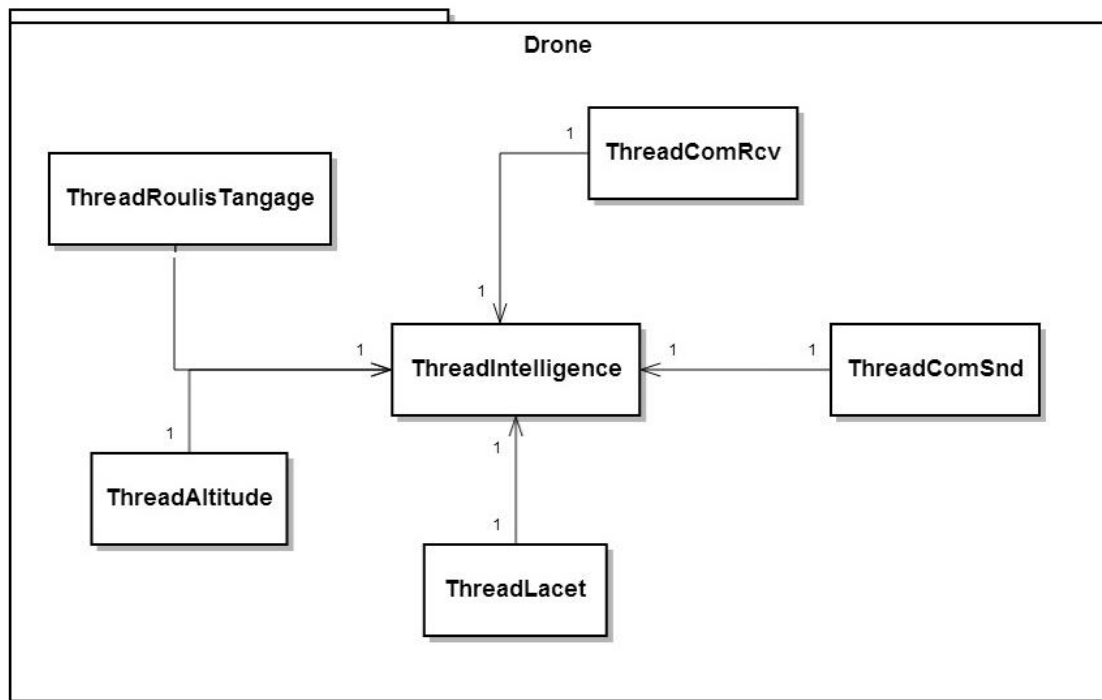 Drone
ThreadComRcv
1
ThreadRoulisTangage
1
1
ThreadIntelligence
1
1
ThreadComSnd
1
1
ThreadAltitude
1
ThreadLacet